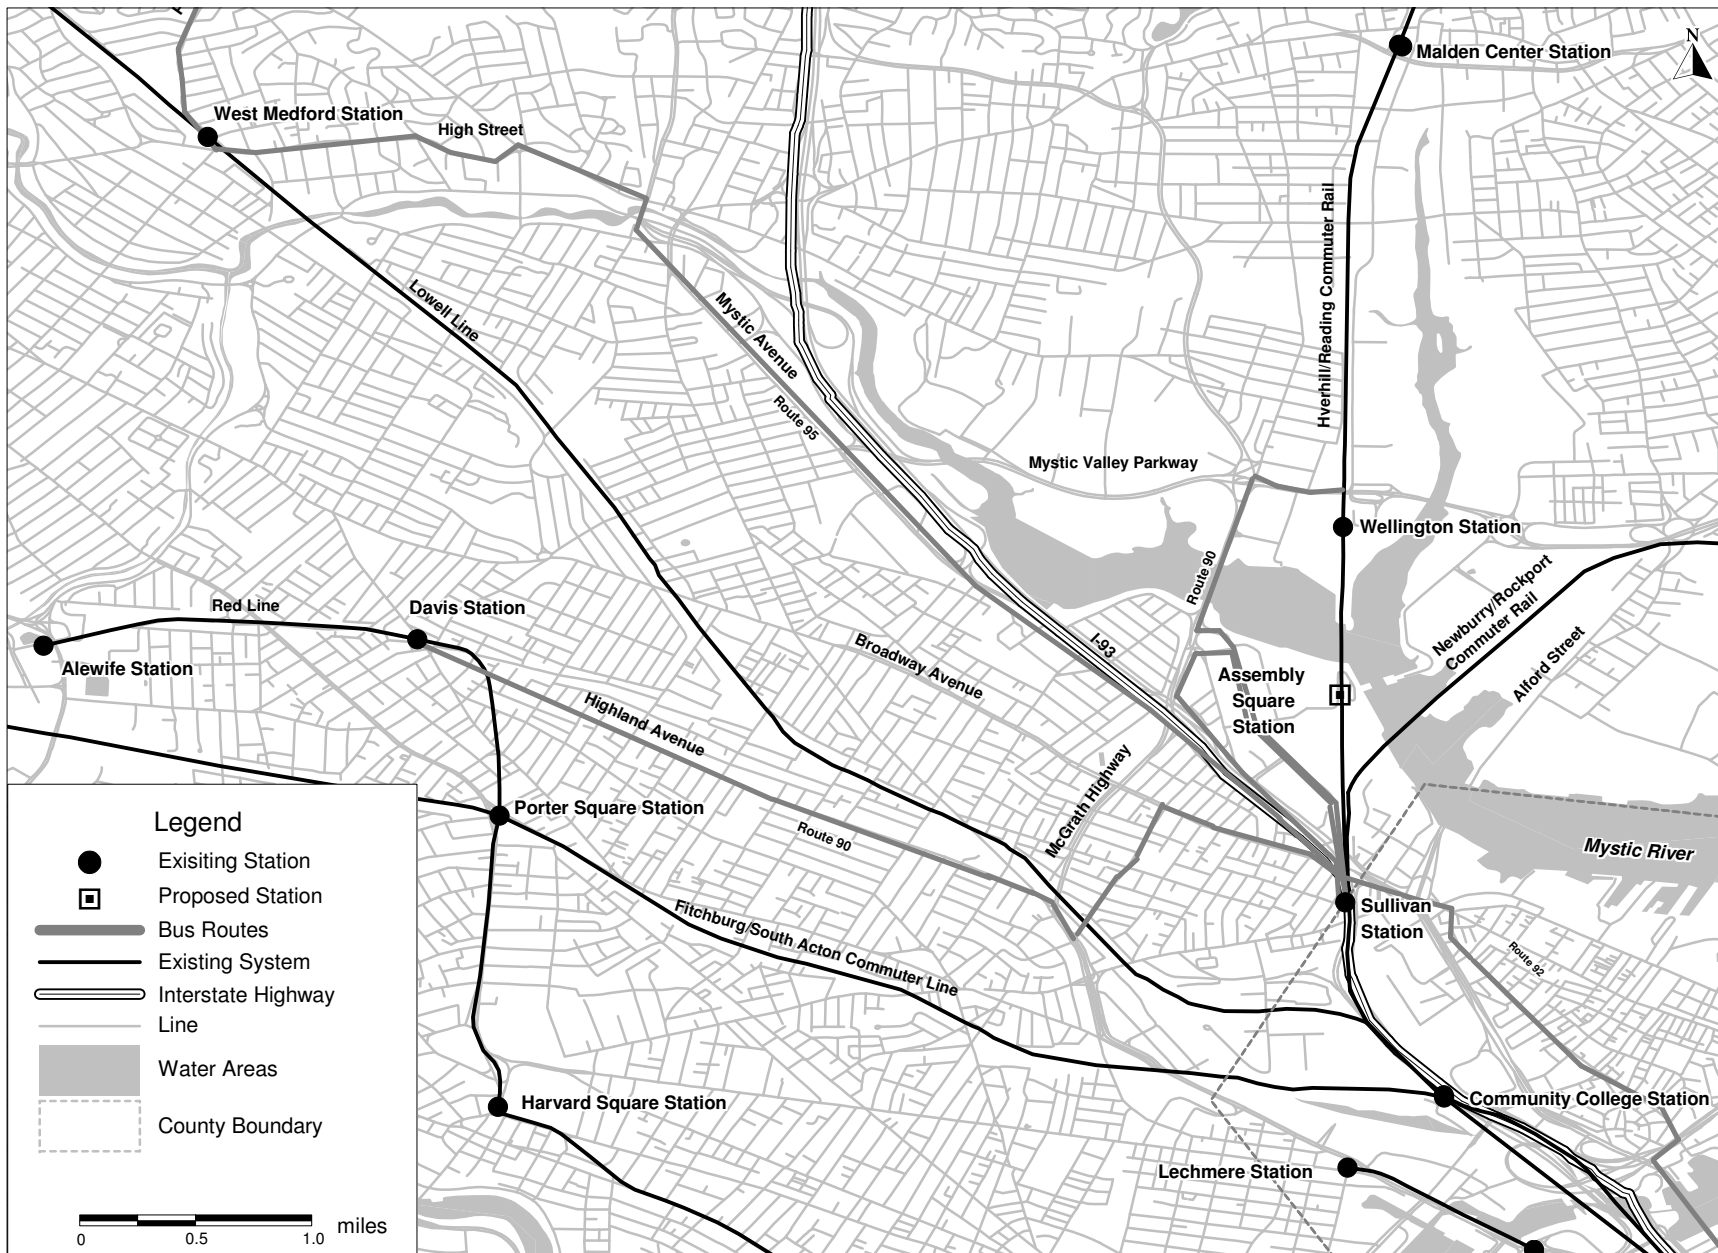 N
Malden Center Station
West Medford Station
High Street
Hverhill/Reading Commuter Rail
Lowell Line
Mystic Avenue
Route 95
Mystic Valley Parkway
Wellington Station
Route 90
Newburry/Rockport
Commuter Rail
Alford Street
Red Line
Davis Station
Alewife Station
I-93
Broadway Avenue
Assembly
Square
Station
Highland Avenue
McGrath Highway
Porter Square Station
Route 90
Mystic River
Sullivan
Station
Fitchburg/South Acton Commuter Line
Route 92
Harvard Square Station
Community College Station
Lechmere Station
Legend
Exisiting Station
Proposed Station
Bus Routes
Existing System
Interstate Highway
Line
Water Areas
County Boundary
0 0.5 1.0 miles